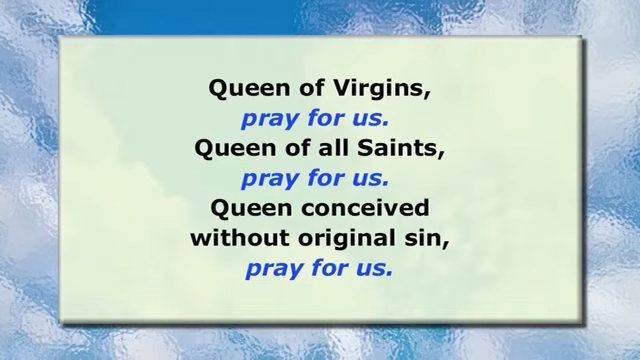 Queen of Virgins,
pray for us.
Queen of all Saints,
pray for us.
Queen conceived
without original sin,
pray for us.